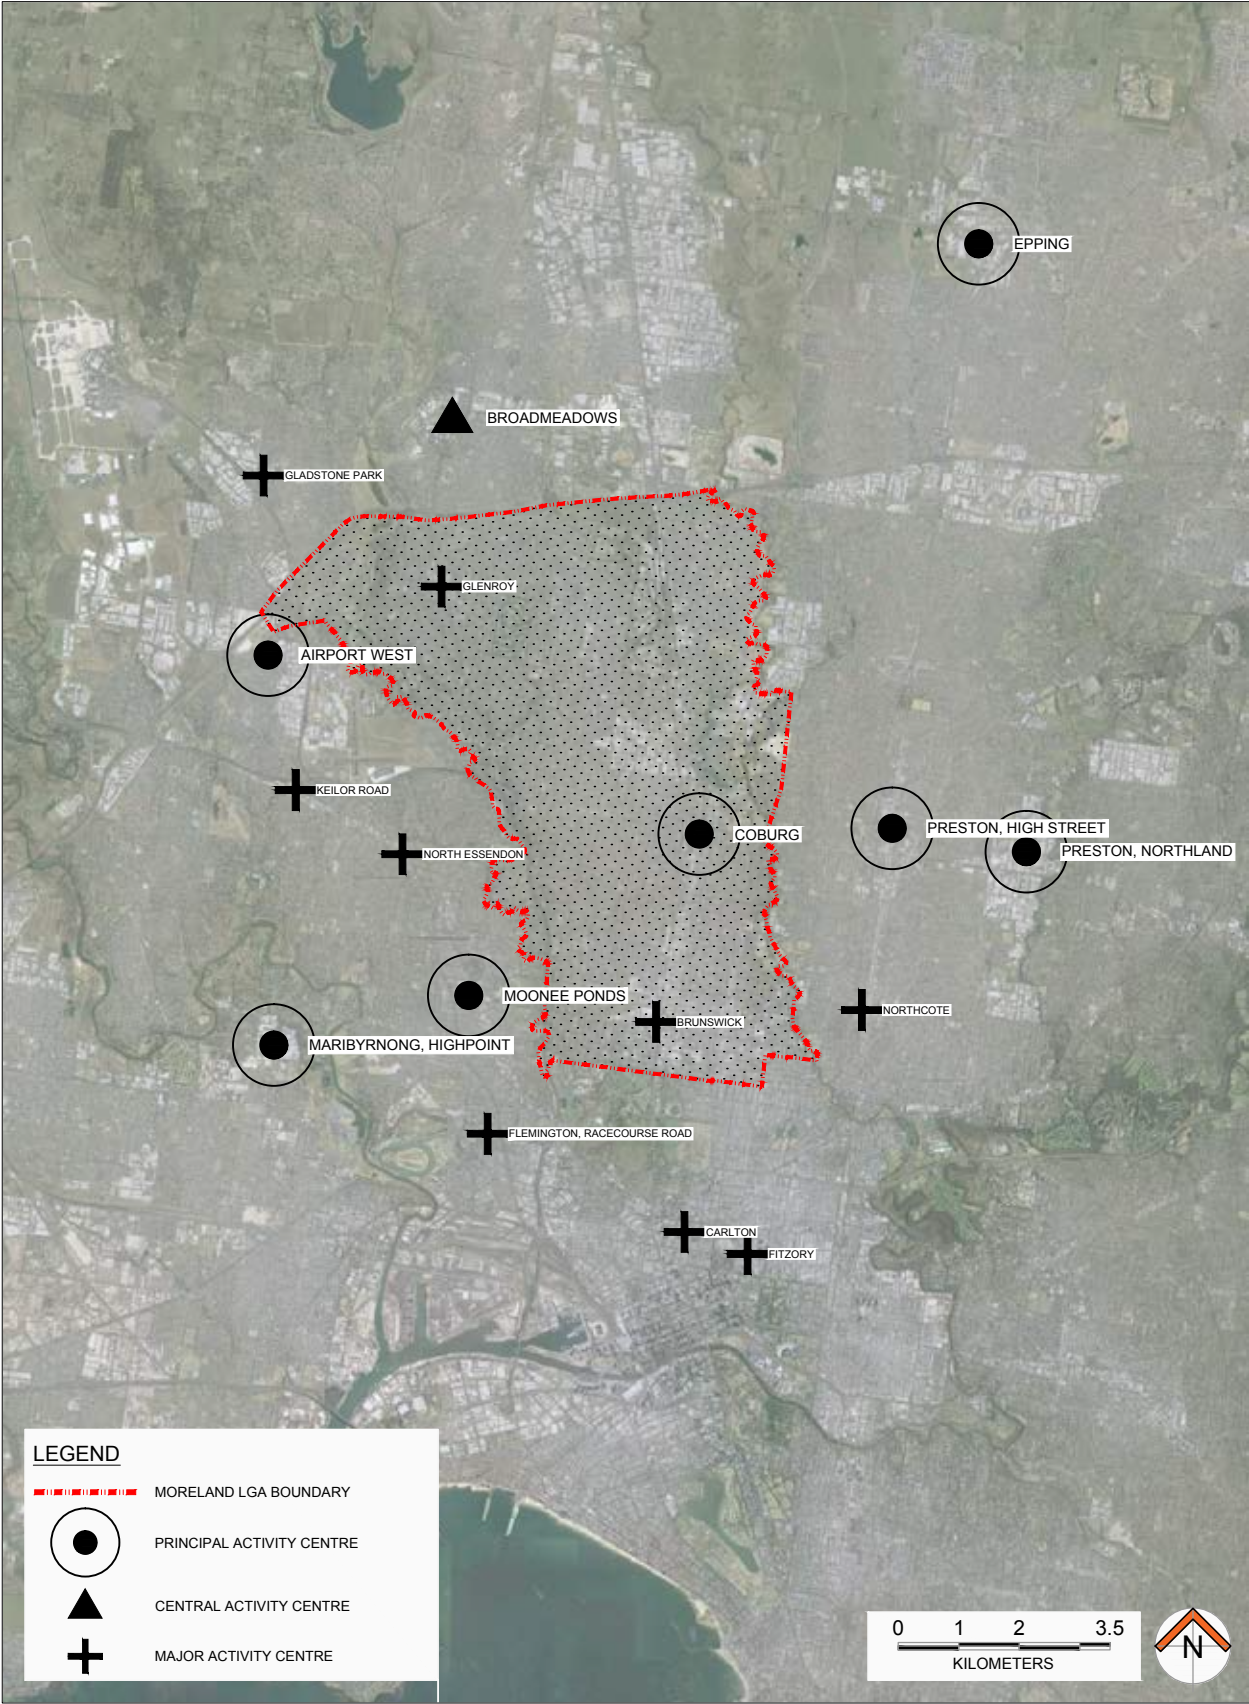 EPPING
BROADMEADOWS
GLADSTONE PARK
GLENROY
AIRPORT WEST
KEILOR ROAD
COBURG
PRESTON, HIGH STREET
PRESTON, NORTHLAND
NORTH ESSENDON
MOONEE PONDS
NORTHCOTE
BRUNSWICK
MARIBYRNONG, HIGHPOINT
FLEMINGTON, RACECOURSE ROAD
CARLTON
FITZORY
LEGEND
MORELAND LGA BOUNDARY
PRINCIPAL ACTIVITY CENTRE
CENTRAL ACTIVITY CENTRE
MAJOR ACTIVITY CENTRE
0 1 2 3.5
KILOMETERS
N